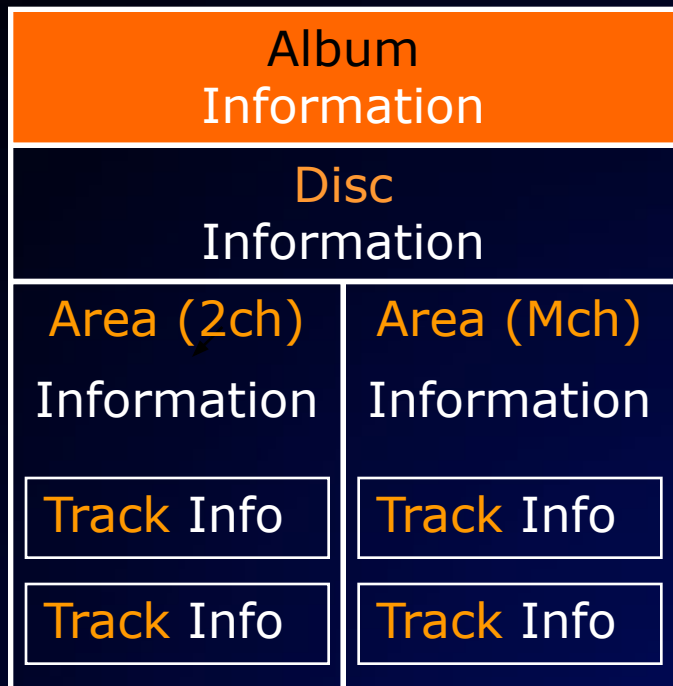 Album
Information
Disc
Information
Area (2ch)
Information
Track Info
Track Info
Area (Mch)
Information
Track Info
Track Info